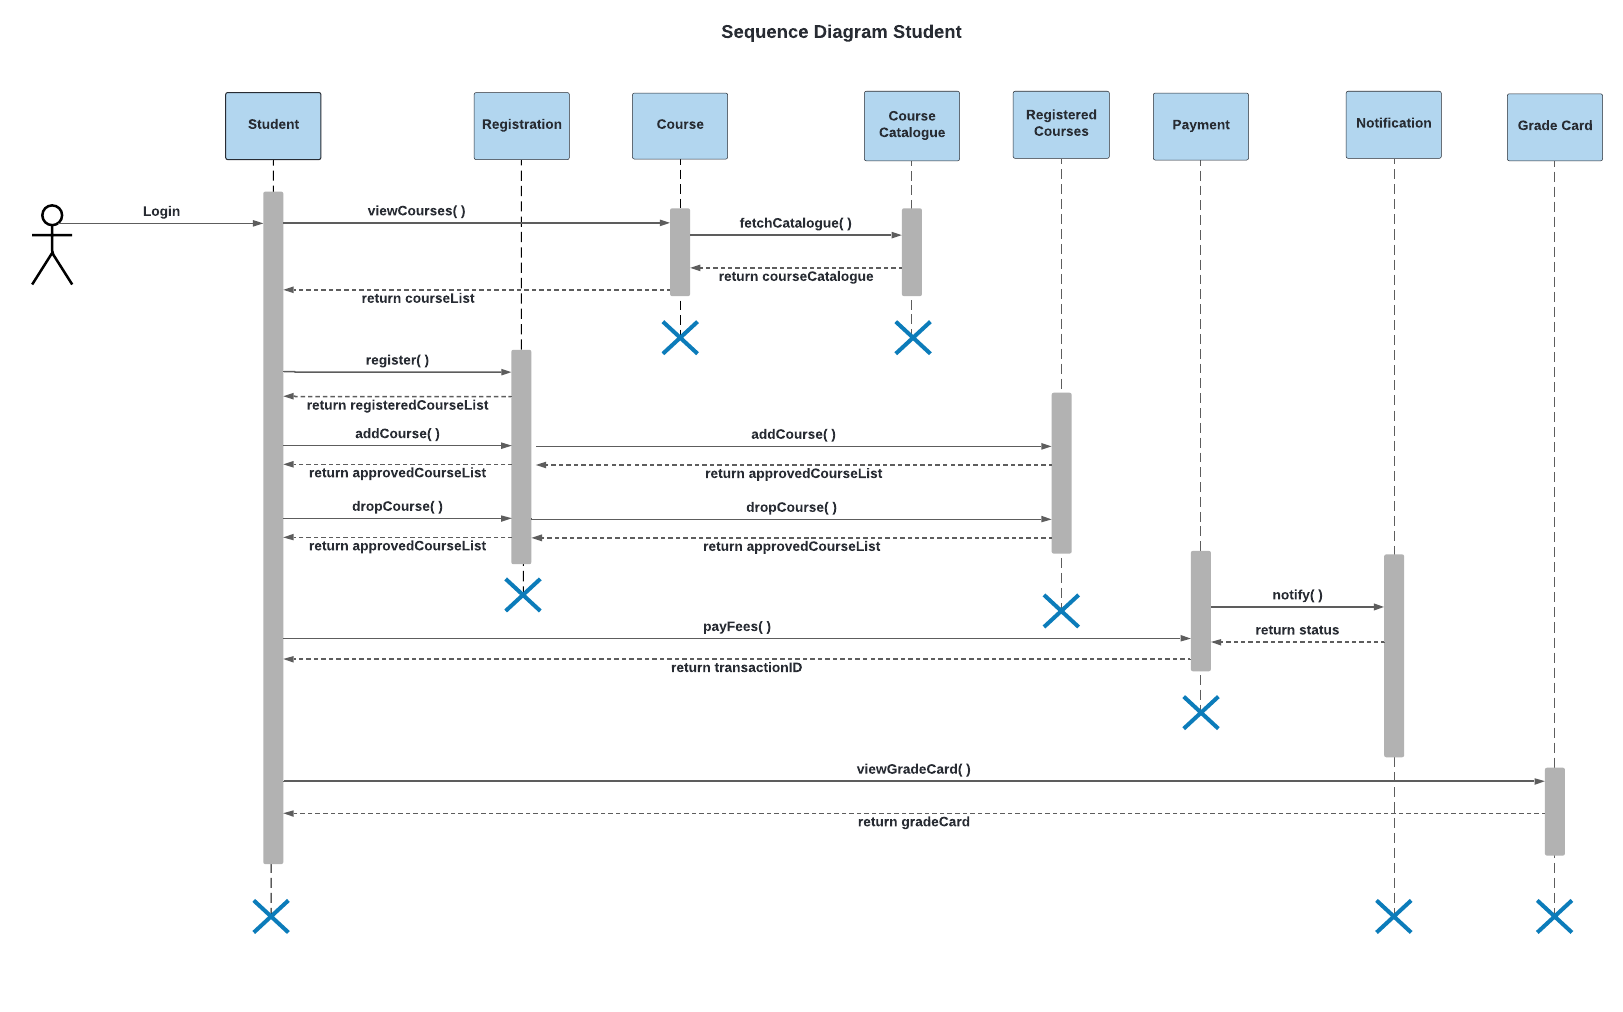 Sequence Diagram Student
Student
Registration
Course
Course
Catalogue
Registered
Courses
Payment
Notification
Grade Card
Login
viewCourses( )
fetchCatalogue( )
return courseCatalogue
return courseList
register( )
return registeredCourseList
addCourse( )
addCourse( )
return approvedCourseList
return approvedCourseList
dropCourse( )
dropCourse( )
return approvedCourseList
return approvedCourseList
notify( )
payFees( )
return status
return transactionID
viewGradeCard( )
return gradeCard